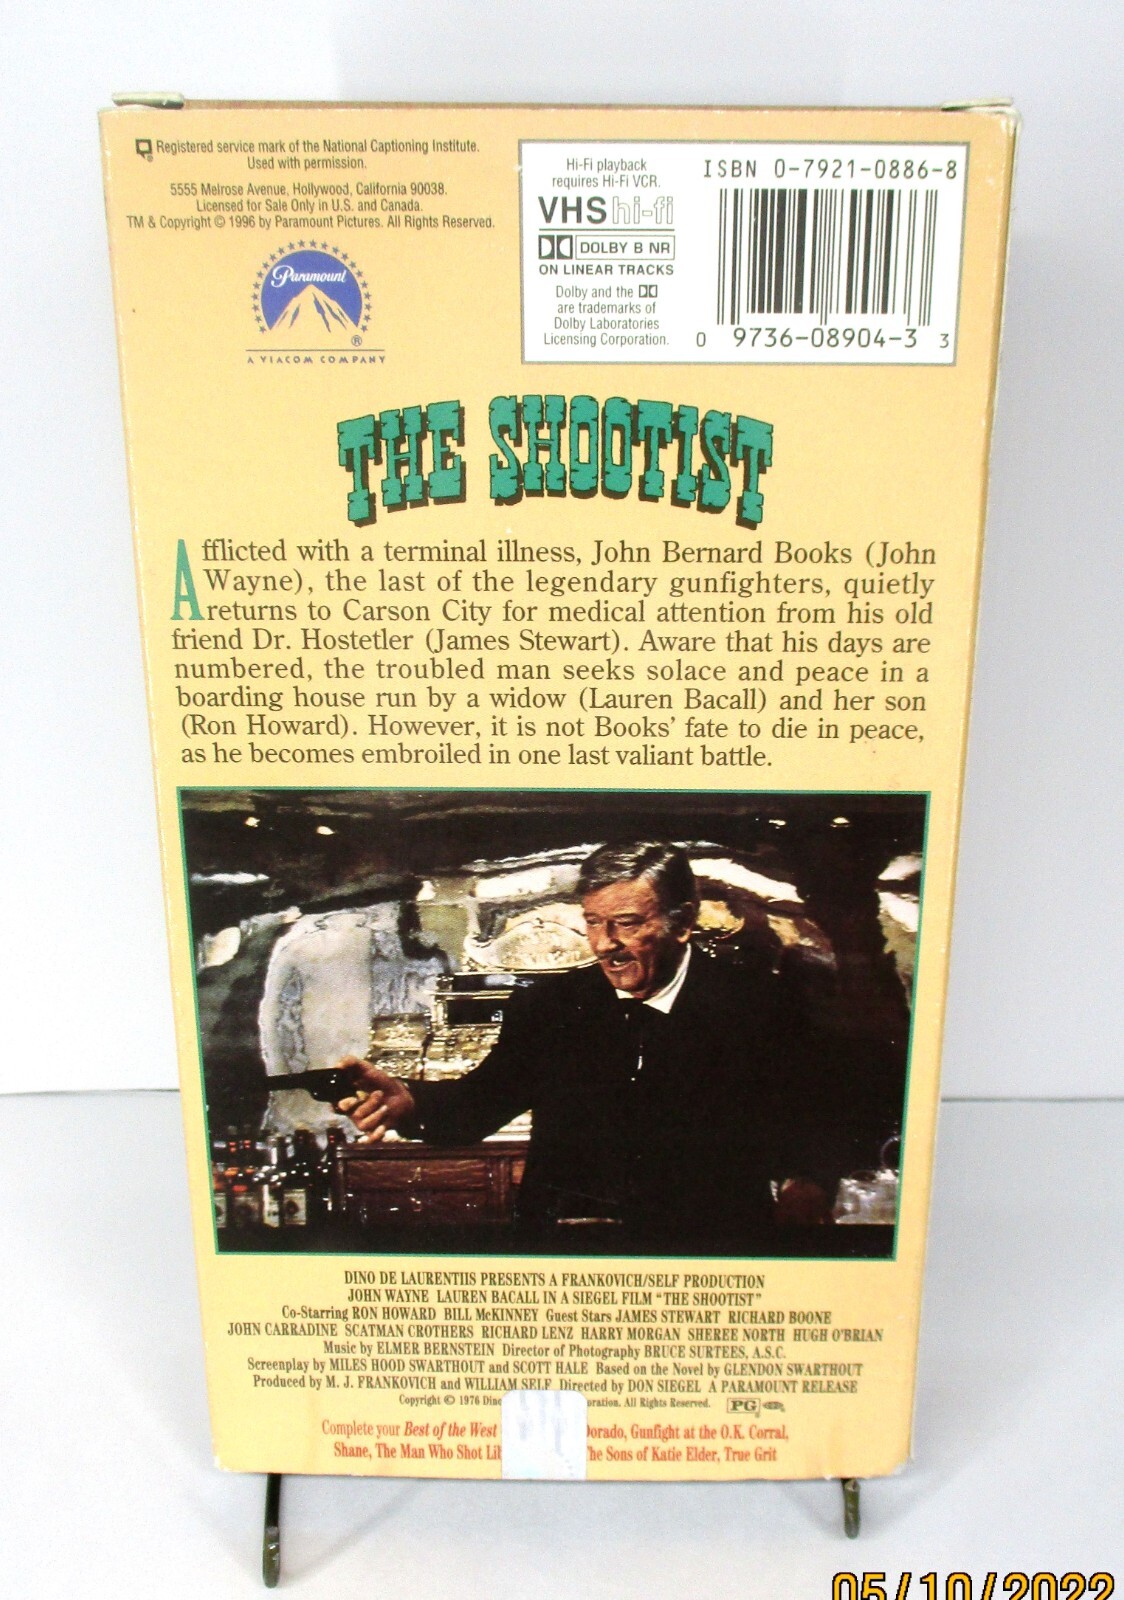 Registered service mark of the National Captioning Institute.
Used with permission.
5555 Melrose Avenue, Hollywood, California 90038.
Licensed for Sale Only in U.S. and Canada.
TM & Copyright © 1996 by Paramount Pictures. All Rights Reserved.
Paramount
®
A VIACOM COMPANY
Hi-Fi playback
requires Hi-Fi VCR.
VHS hi-fi
DOLBY B NR
ON LINEAR TRACKS
Dolby and the
are trademarks of
Dolby Laboratories
Licensing Corporation.
ISBN 0-7921-0886-8
0 9736-08904-3 3
THE SHOOTIST
Afflicted with a terminal illness, John Bernard Books (John
Wayne), the last of the legendary gunfighters, quietly
returns to Carson City for medical attention from his old
friend Dr. Hostetler (James Stewart). Aware that his days are
numbered, the troubled man seeks solace and peace in a
boarding house run by a widow (Lauren Bacall) and her son
(Ron Howard). However, it is not Books' fate to die in peace,
as he becomes embroiled in one last valiant battle.
DINO DE LAURENTIIS PRESENTS A FRANKOVICH/SELF PRODUCTION
JOHN WAYNE LAUREN BACALL IN A SIEGEL FILM "THE SHOOTIST"
Co-Starring RON HOWARD BILL McKINNEY Guest Stars JAMES STEWART RICHARD BOONE
JOHN CARRADINE SCATMAN CROTHERS RICHARD LENZ HARRY MORGAN SHEREE NORTH HUGH O'BRIAN
Music by ELMER BERNSTEIN Director of Photography BRUCE SURTEES, A.S.C.
Screenplay by MILES HOOD SWARTHOUT and SCOTT HALE Based on the Novel by GLENDON SWARTHOUT
Produced by M. J. FRANKOVICH and WILLIAM SELF Directed by DON SIEGEL A PARAMOUNT RELEASE
Copyright © 1976 Dino poration. All Rights Reserved. PG
Complete your Best of the West Dorado, Gunfight at the O.K. Corral,
Shane, The Man Who Shot Lib The Sons of Katie Elder, True Grit
05/10/2022